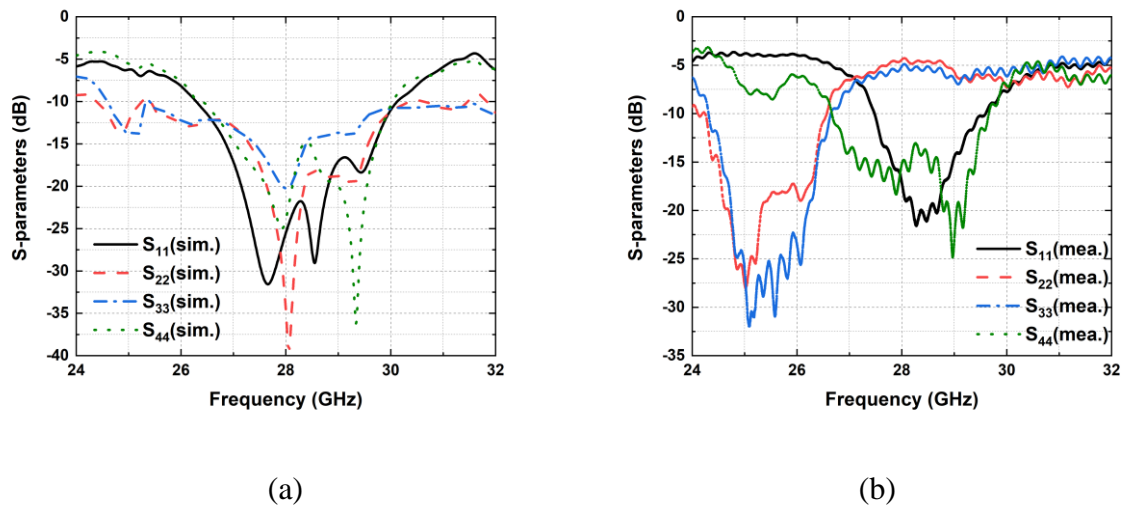 0
-5
-10
-15
-20
-25
-30
-35
-40
S-parameters (dB)
S11(sim.)
S22(sim.)
S33(sim.)
S44(sim.)
24 26 28 30 32
Frequency (GHz)
(a)
0
-5
-10
-15
-20
-25
-30
-35
S-parameters (dB)
S11(mea.)
S22(mea.)
S33(mea.)
S44(mea.)
24 26 28 30 32
Frequency (GHz)
(b)